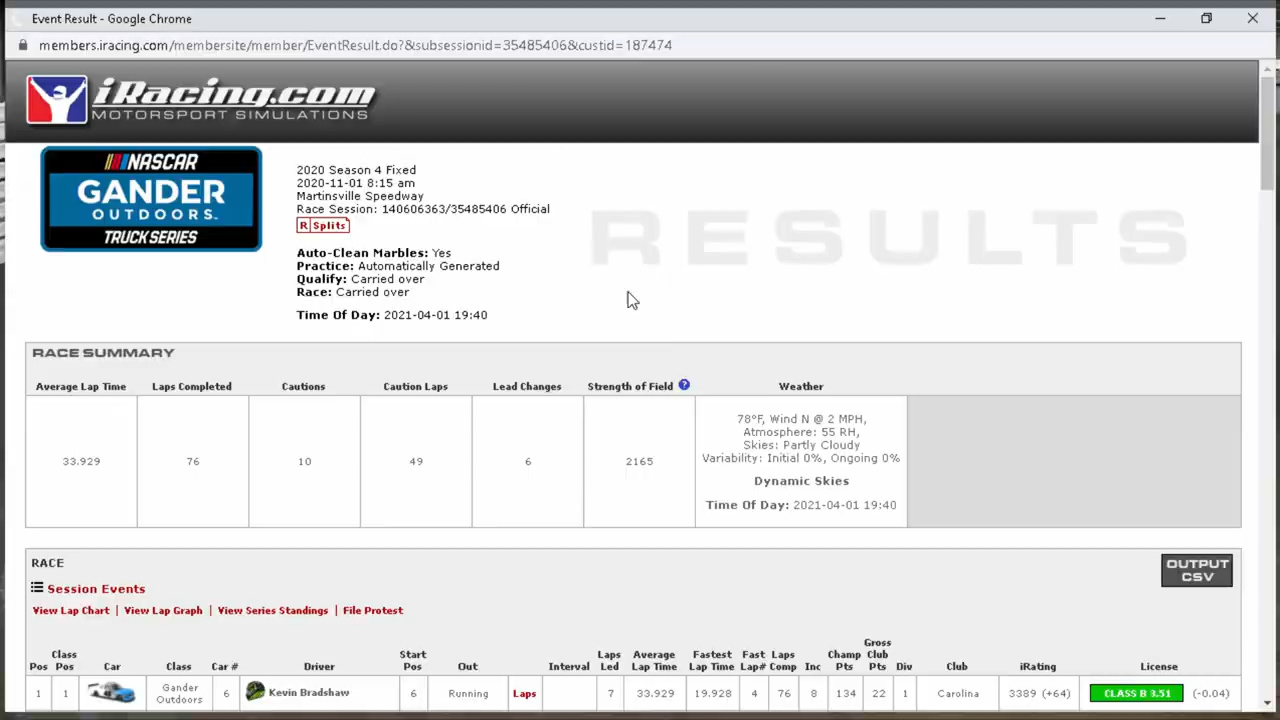 Event Result - Google Chrome
members.iracing.com/membersite/member/EventResult.do?&subsessionid=35485406&custid=187474
iRacing.com
MOTORSPORT SIMULATIONS
NASCAR
GANDER
OUTDOORS
TRUCK SERIES
2020 Season 4 Fixed
2020-11-01 8:15 am
Martinsville Speedway
Race Session: 140606363/35485406 Official
R Splits
Auto-Clean Marbles: Yes
Practice: Automatically Generated
Qualify: Carried over
Race: Carried over
Time Of Day: 2021-04-01 19:40
RESULTS
RACE SUMMARY
Average Lap Time Laps Completed Cautions Caution Laps Lead Changes Strength of Field ? Weather
33.929 76 10 49 6 2165
78°F, Wind N @ 2 MPH,
Atmosphere: 55 RH,
Skies: Partly Cloudy
Variability: Initial 0%, Ongoing 0%
Dynamic Skies
Time Of Day: 2021-04-01 19:40
RACE
OUTPUT
CSV
Session Events
View Lap Chart | View Lap Graph | View Series Standings | File Protest
Pos Class Pos Car Class Car # Driver Start Pos Out Interval Laps Led Average Lap Time Fastest Lap Time Fast Lap# Laps Comp Inc Champ Pts Gross Club Pts Div Club iRating License
1 1 Gander Outdoors 6 Kevin Bradshaw 6 Running Laps 7 33.929 19.928 4 76 134 22 1 Carolina 3389 (+64) CLASS B 3.51 (-0.04)